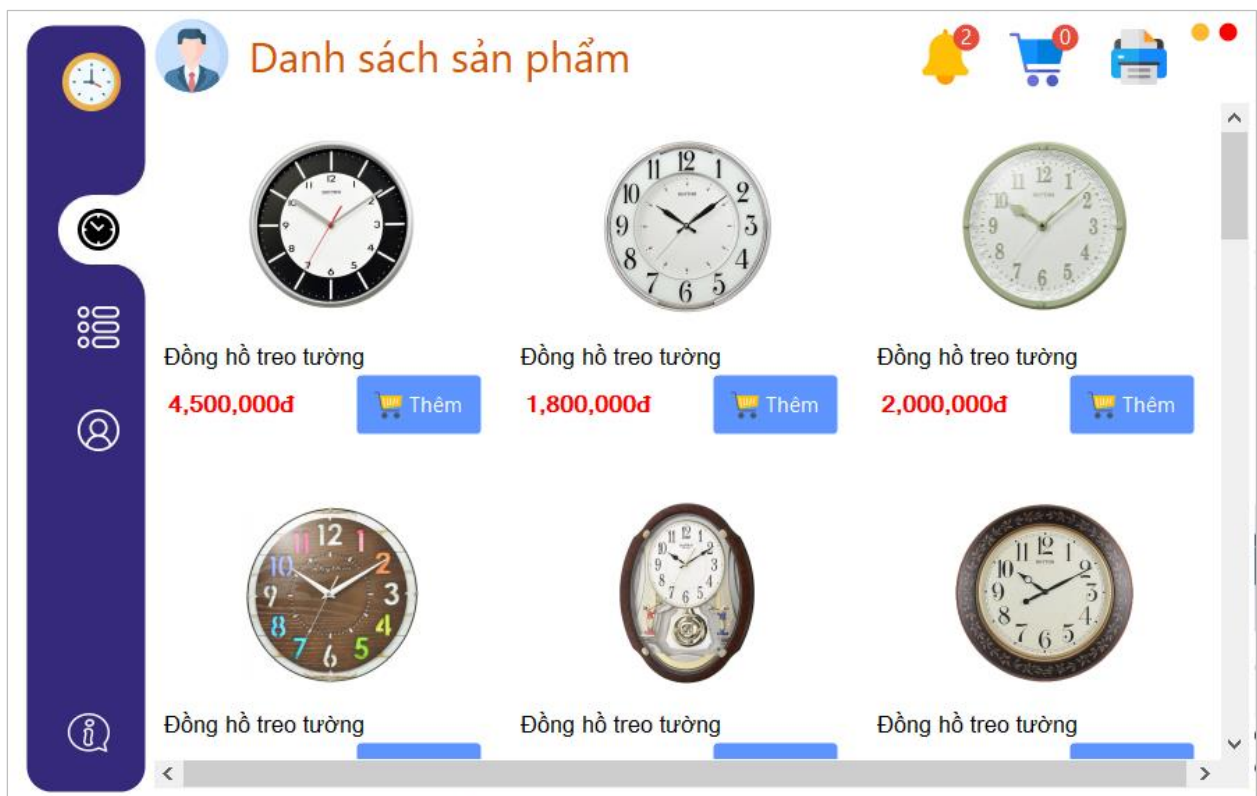 Danh sách sản phẩm
2
0
Đồng hồ treo tường
Đồng hồ treo tường
Đồng hồ treo tường
4,500,000đ
Thêm
1,800,000đ
Thêm
2,000,000đ
Thêm
Đồng hồ treo tường
Đồng hồ treo tường
Đồng hồ treo tường